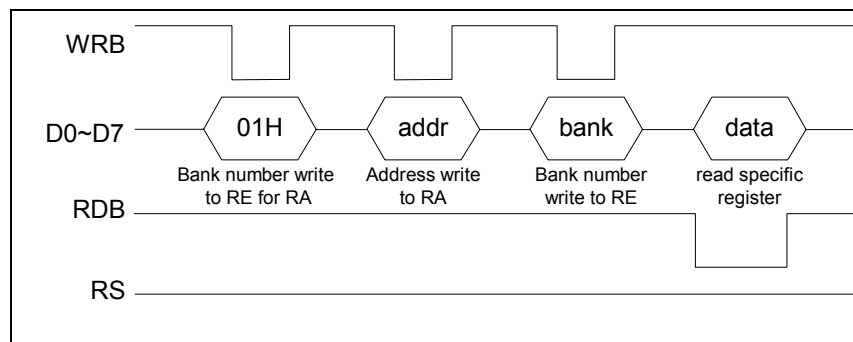 WRB
D0~D7
01H
addr
bank
data
Bank number write
to RE for RA
Address write
to RA
Bank number
write to RE
read specific
register
RDB
RS